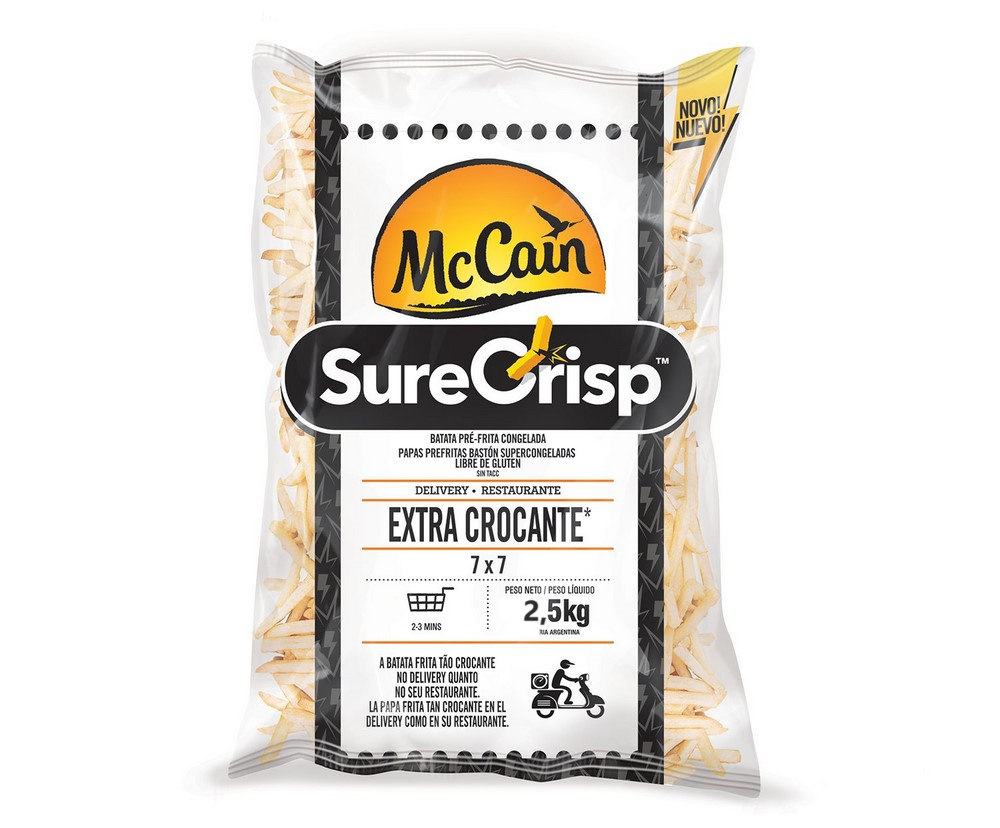 NOVO!
NUEVO!
McCain
SureCrisp™
BATATA PRÉ-FRITA CONGELADA
PAPAS PREFRITAS BASTÓN SUPERCONGELADAS
LIBRE DE GLUTEN
SIN TACC
DELIVERY • RESTAURANTE
EXTRA CROCANTE*
7 x 7
2-3 MINS
PESO NETO / PESO LÍQUIDO
2,5kg
RIA ARGENTINA
A BATATA FRITA TÃO CROCANTE
NO DELIVERY QUANTO
NO SEU RESTAURANTE.
LA PAPA FRITA TAN CROCANTE EN EL
DELIVERY COMO EN SU RESTAURANTE.